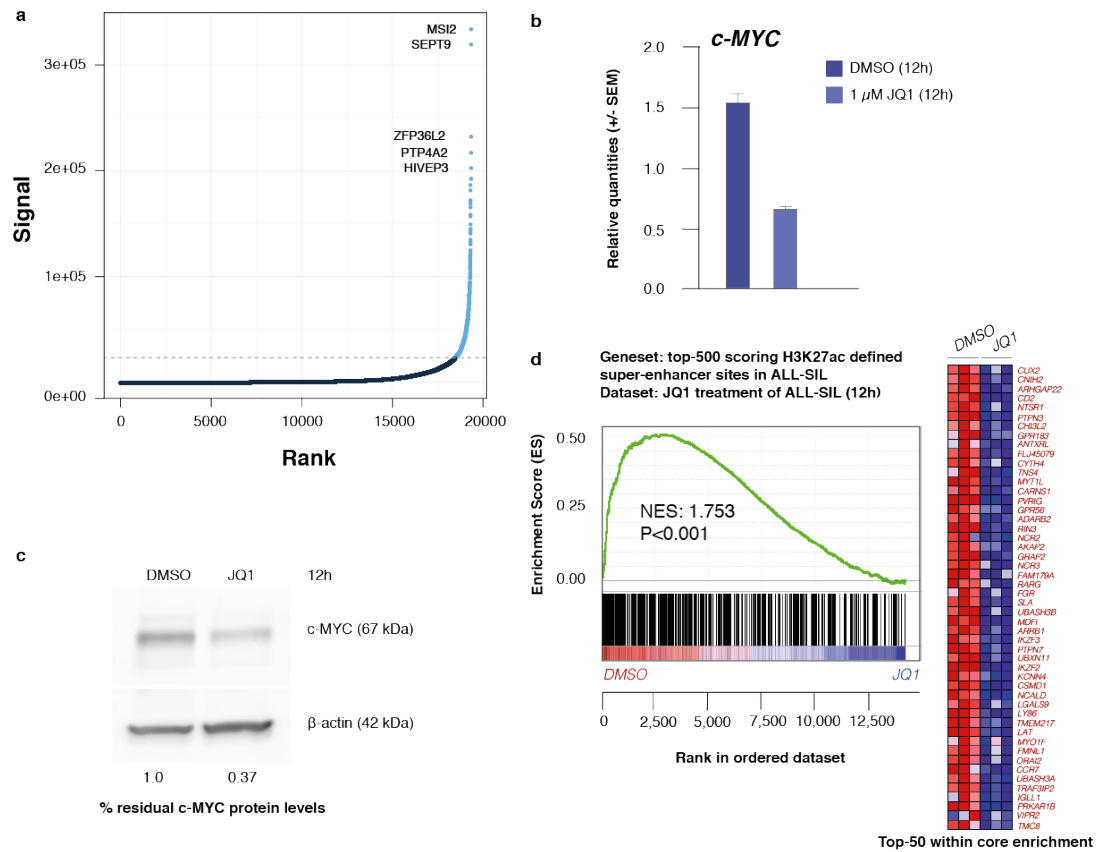 a
MSI2
SEPT9
ZFP36L2
PTP4A2
HIVEP3
3e+05
2e+05
1e+05
0e+00
Signal
0
5000
10000
15000
20000
Rank
b
c-MYC
DMSO (12h)
1 µM JQ1 (12h)
Relative quantities (+/- SEM)
2.0
1.5
1.0
0.5
0.0
c
DMSO
JQ1
12h
c-MYC (67 kDa)
β-actin (42 kDa)
1.0
0.37
% residual c-MYC protein levels
d
Geneset: top-500 scoring H3K27ac defined
super-enhancer sites in ALL-SIL
Dataset: JQ1 treatment of ALL-SIL (12h)
Enrichment Score (ES)
0.50
0.25
0.00
NES: 1.753
P<0.001
DMSO
JQ1
0
2,500
5,000
7,500
10,000
12,500
Rank in ordered dataset
DMSO
JQ1
CUX2
CNIH2
ARHGAP22
CD2
NTSR1
PTPN3
CHI3L2
GPR183
ANTXRL
FLJ45079
CYTH4
TNS4
MYT1L
CARNS1
PVRIG
GPR56
ADARB2
RIN3
NCR2
AKAP2
GRAP2
NCR3
FAM179A
RARG
FGR
SLA
UBASH3B
MDFI
ARRB1
IKZF3
PTPN7
UBXN11
IKZF2
KCNN4
CSMD1
NCALD
LGALS9
LY86
TMEM217
LAT
MYO1F
FMNL1
ORAI2
CCR7
UBASH3A
TRAF3IP2
IGLL1
PRKAR1B
VIPR2
TMC8
Top-50 within core enrichment